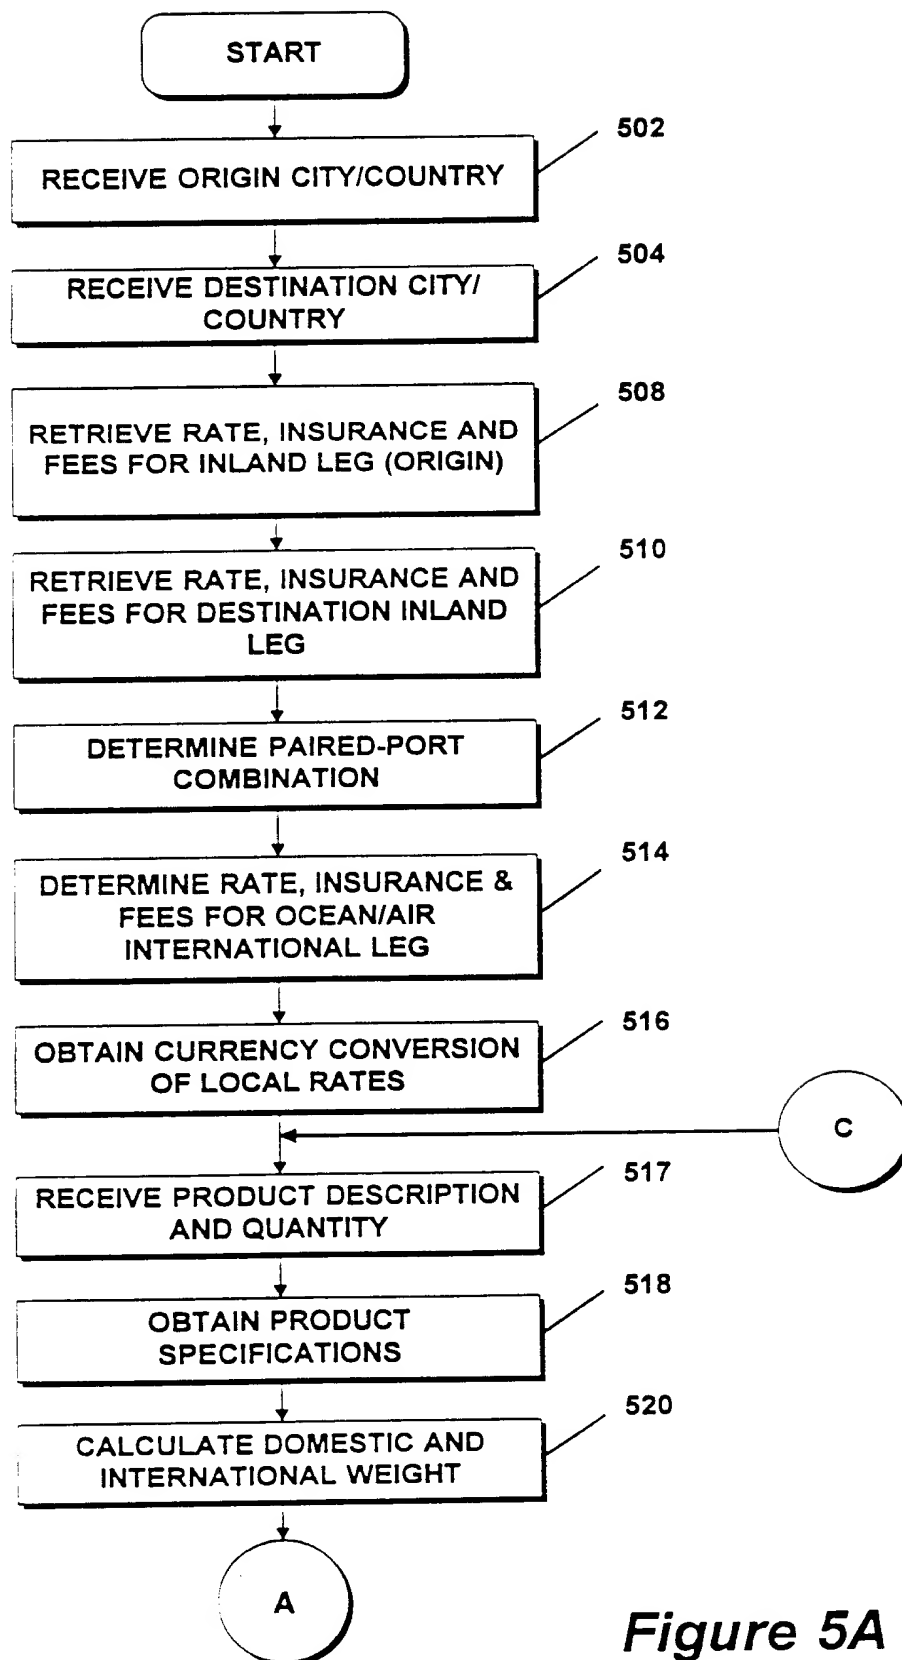 START
502
RECEIVE ORIGIN CITY/COUNTRY
504
RECEIVE DESTINATION CITY/
COUNTRY
508
RETRIEVE RATE, INSURANCE AND
FEES FOR INLAND LEG (ORIGIN)
510
RETRIEVE RATE, INSURANCE AND
FEES FOR DESTINATION INLAND
LEG
512
DETERMINE PAIRED-PORT
COMBINATION
514
DETERMINE RATE, INSURANCE &
FEES FOR OCEAN/AIR
INTERNATIONAL LEG
516
OBTAIN CURRENCY CONVERSION
OF LOCAL RATES
C
517
RECEIVE PRODUCT DESCRIPTION
AND QUANTITY
518
OBTAIN PRODUCT
SPECIFICATIONS
520
CALCULATE DOMESTIC AND
INTERNATIONAL WEIGHT
A
Figure 5A